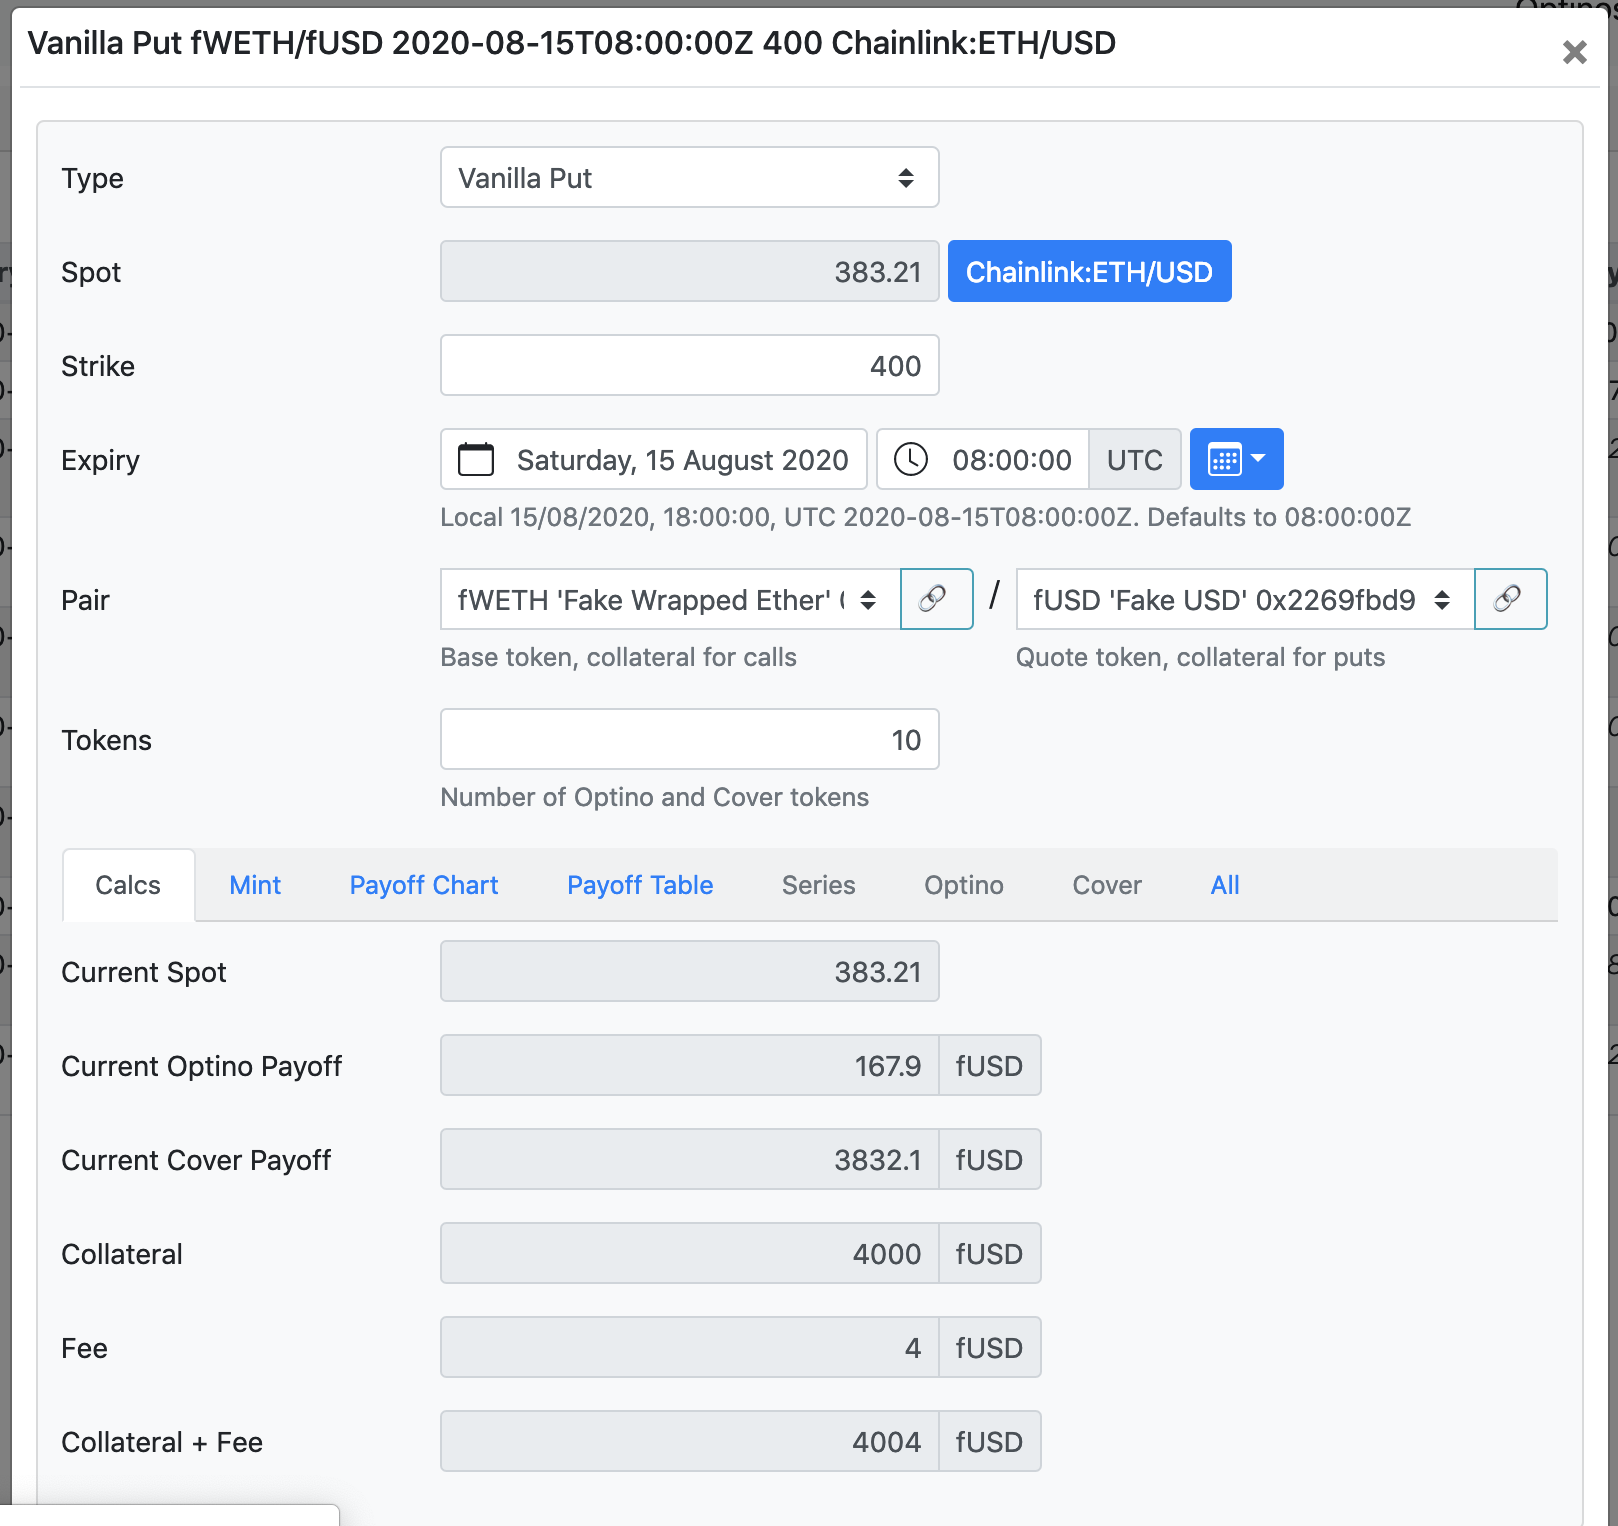 Vanilla Put fWETH/fUSD 2020-08-15T08:00:00Z 400 Chainlink:ETH/USD
Type
Vanilla Put
Spot
383.21
Chainlink:ETH/USD
Strike
400
Expiry
Saturday, 15 August 2020
08:00:00
UTC
Local 15/08/2020, 18:00:00, UTC 2020-08-15T08:00:00Z. Defaults to 08:00:00Z
Pair
fWETH 'Fake Wrapped Ether'
/
fUSD 'Fake USD' 0x2269fbd9
Base token, collateral for calls
Quote token, collateral for puts
Tokens
10
Number of Optino and Cover tokens
Calcs
Mint
Payoff Chart
Payoff Table
Series
Optino
Cover
All
Current Spot
383.21
Current Optino Payoff
167.9
fUSD
Current Cover Payoff
3832.1
fUSD
Collateral
4000
fUSD
Fee
4
fUSD
Collateral + Fee
4004
fUSD